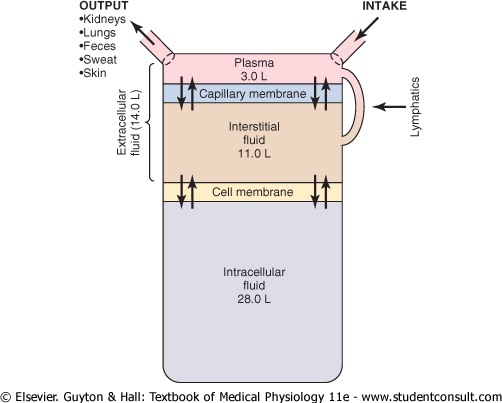 OUTPUT
•Kidneys
•Lungs
•Feces
•Sweat
•Skin
INTAKE
Plasma
3.0 L
Capillary membrane
Extracellular
fluid (14.0 L)
Interstitial
fluid
11.0 L
Lymphatics
Cell membrane
Intracellular
fluid
28.0 L
© Elsevier. Guyton & Hall: Textbook of Medical Physiology 11e - www.studentconsult.com